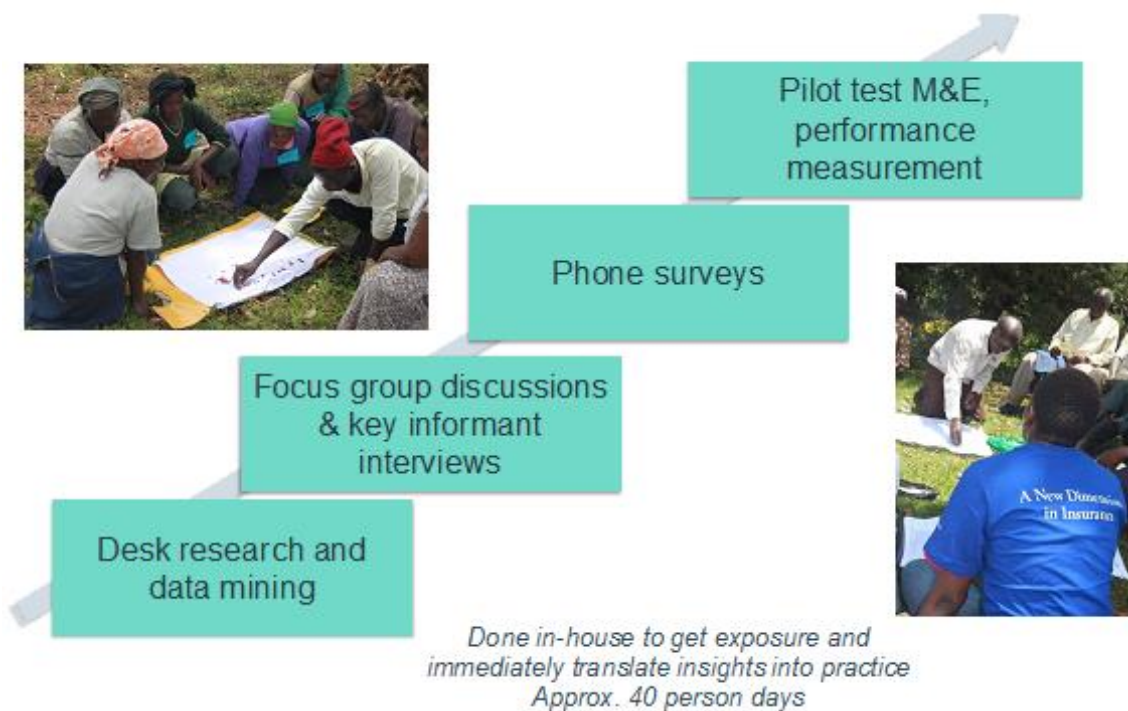 Pilot test M&E,
performance
measurement
Phone surveys
Focus group discussions
& key informant
interviews
Desk research and
data mining
A New Dimension
in Insurance
Done in-house to get exposure and
immediately translate insights into practice
Approx. 40 person days